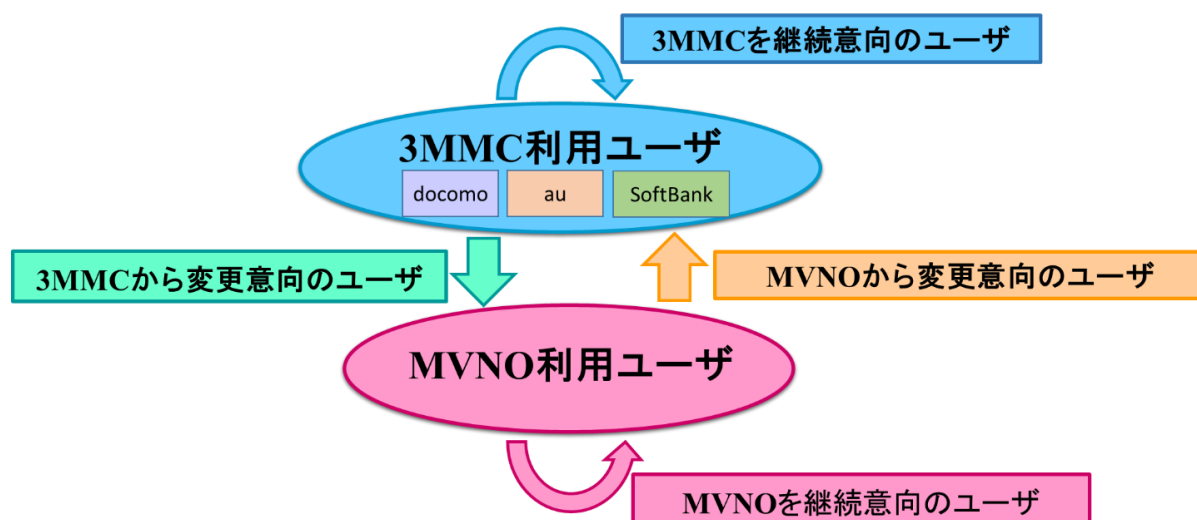 3MMCを継続意向のユーザ
3MMC利用ユーザ
docomo
au
SoftBank
3MMCから変更意向のユーザ
MVNOから変更意向のユーザ
MVNO利用ユーザ
MVNOを継続意向のユーザ